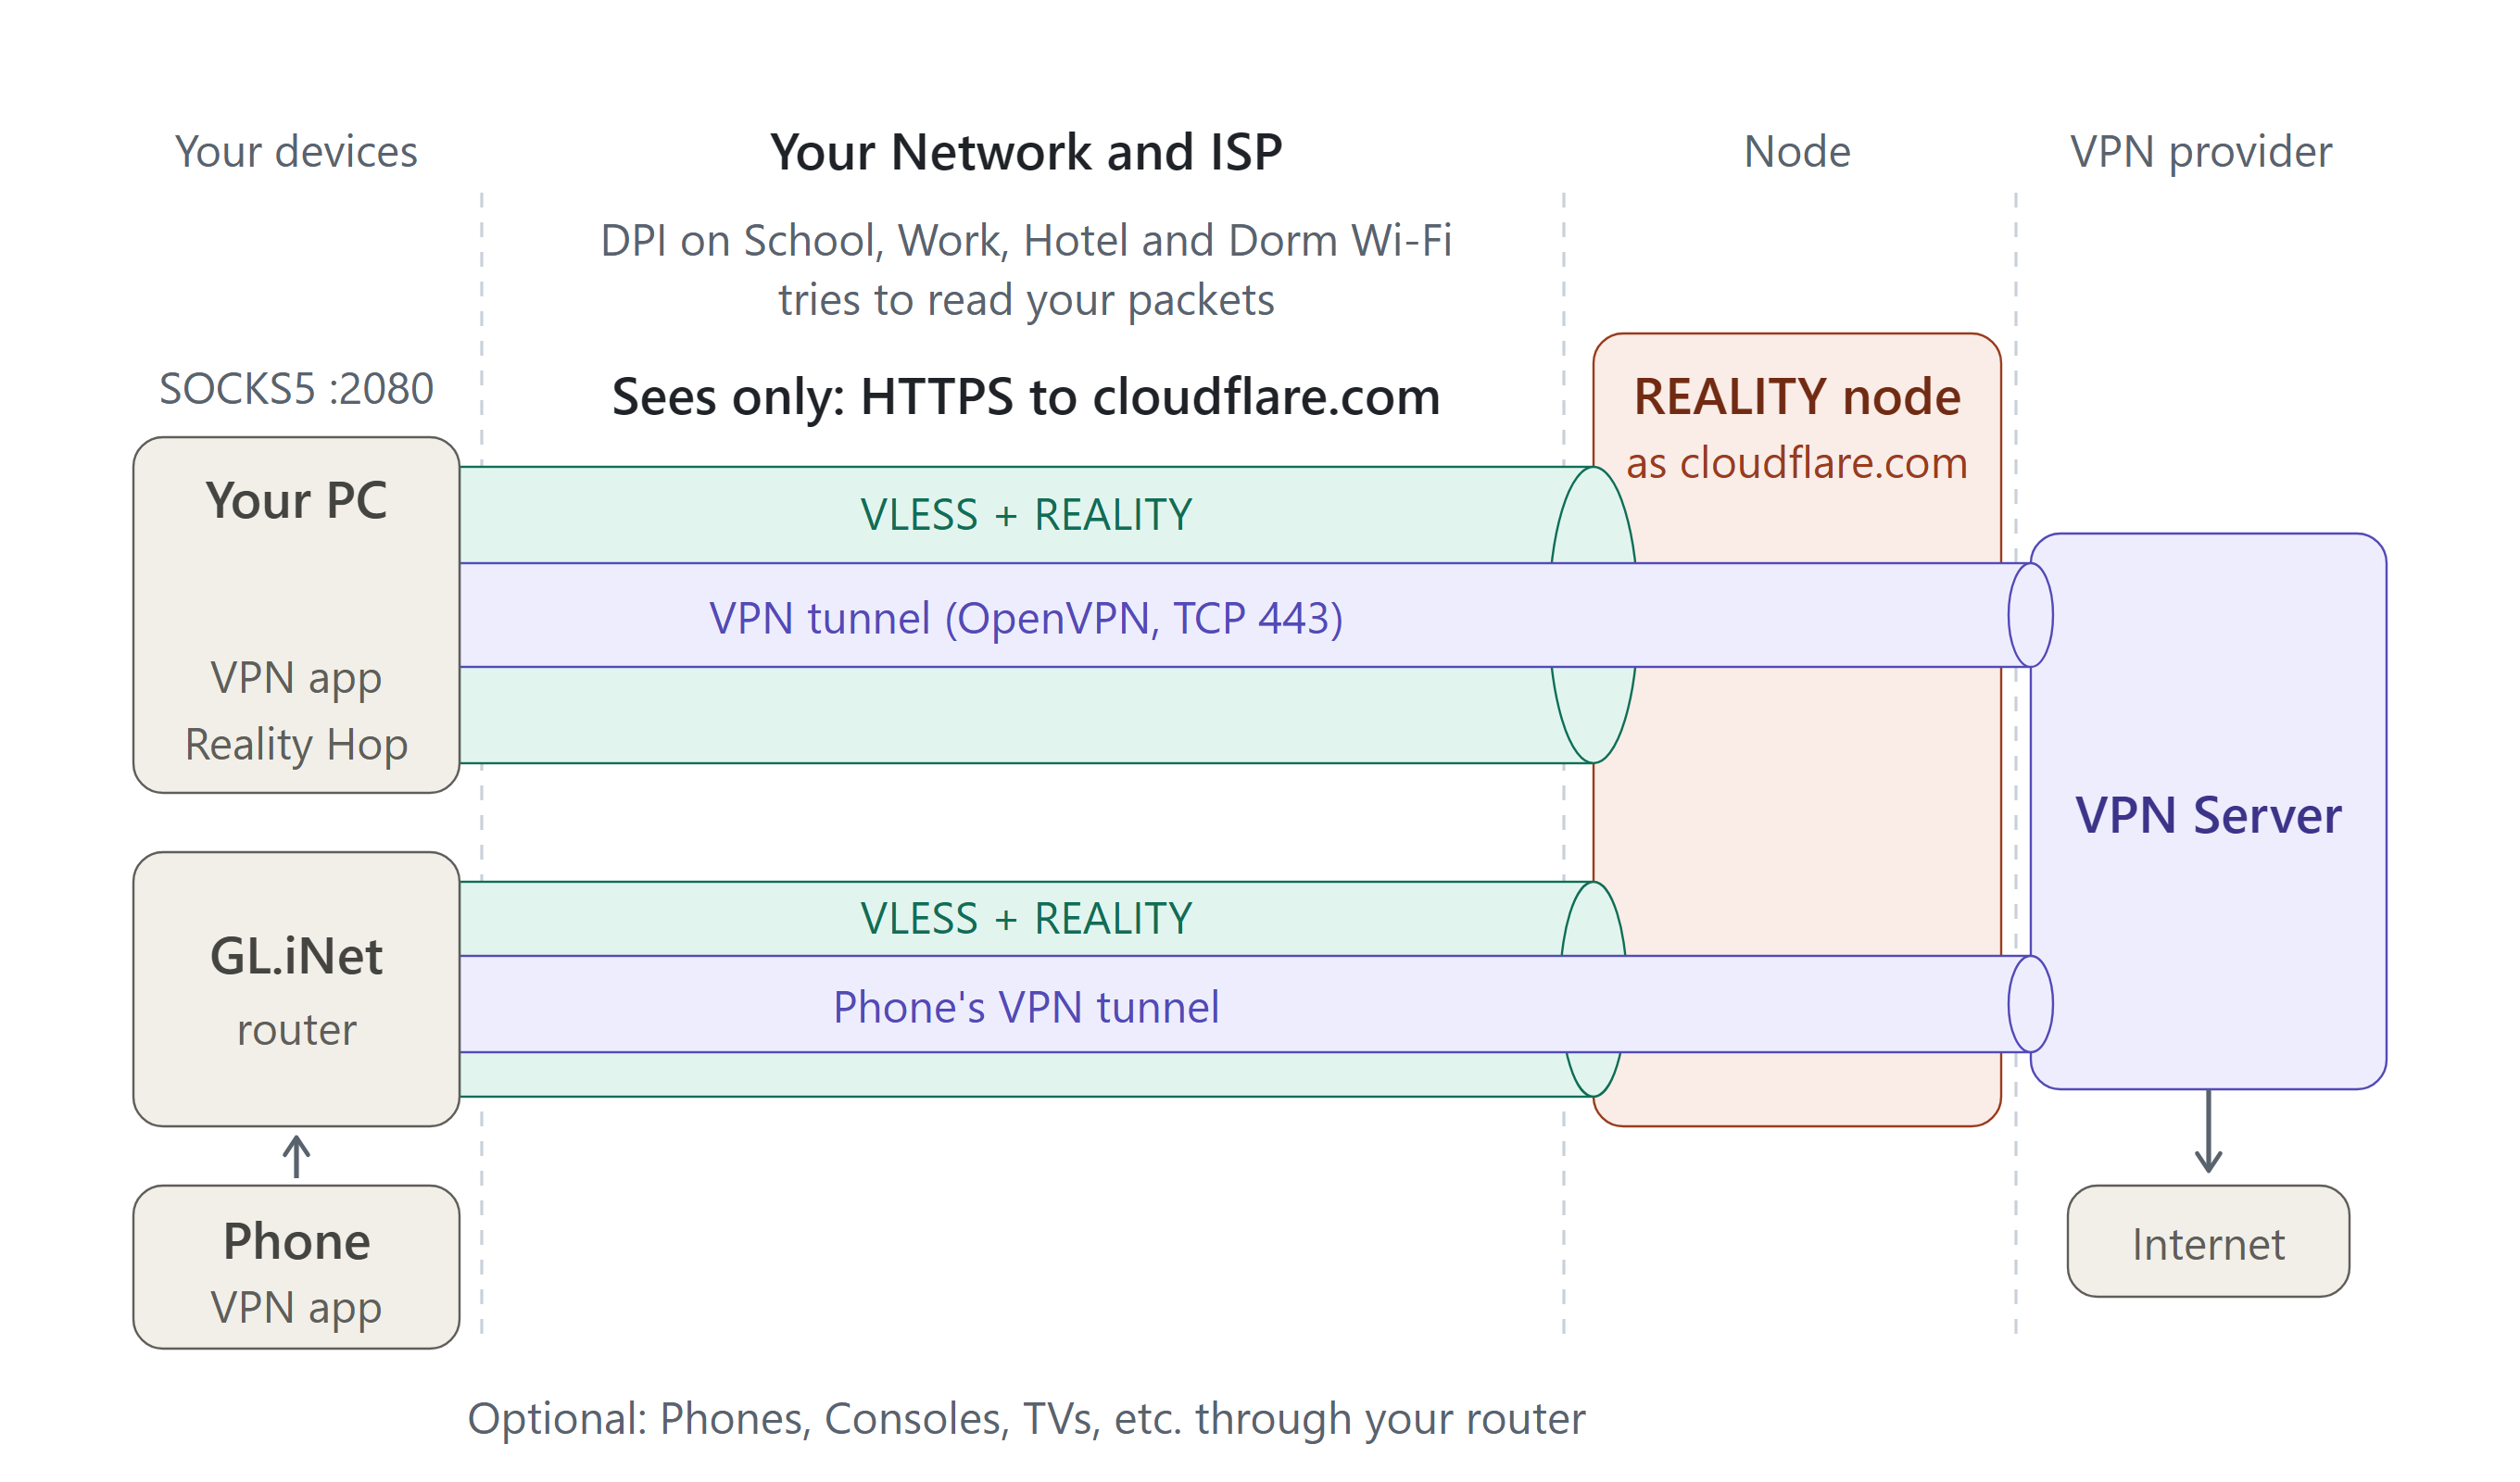 Your devices
Your Network and ISP
Node
VPN provider
DPI on School, Work, Hotel and Dorm Wi-Fi
tries to read your packets
SOCKS5 :2080
Sees only: HTTPS to cloudflare.com
REALITY node
as cloudflare.com
Your PC
VPN app
Reality Hop
VLESS + REALITY
VPN tunnel (OpenVPN, TCP 443)
VPN Server
GL.iNet
router
VLESS + REALITY
Phone's VPN tunnel
Phone
VPN app
Internet
Optional: Phones, Consoles, TVs, etc. through your router